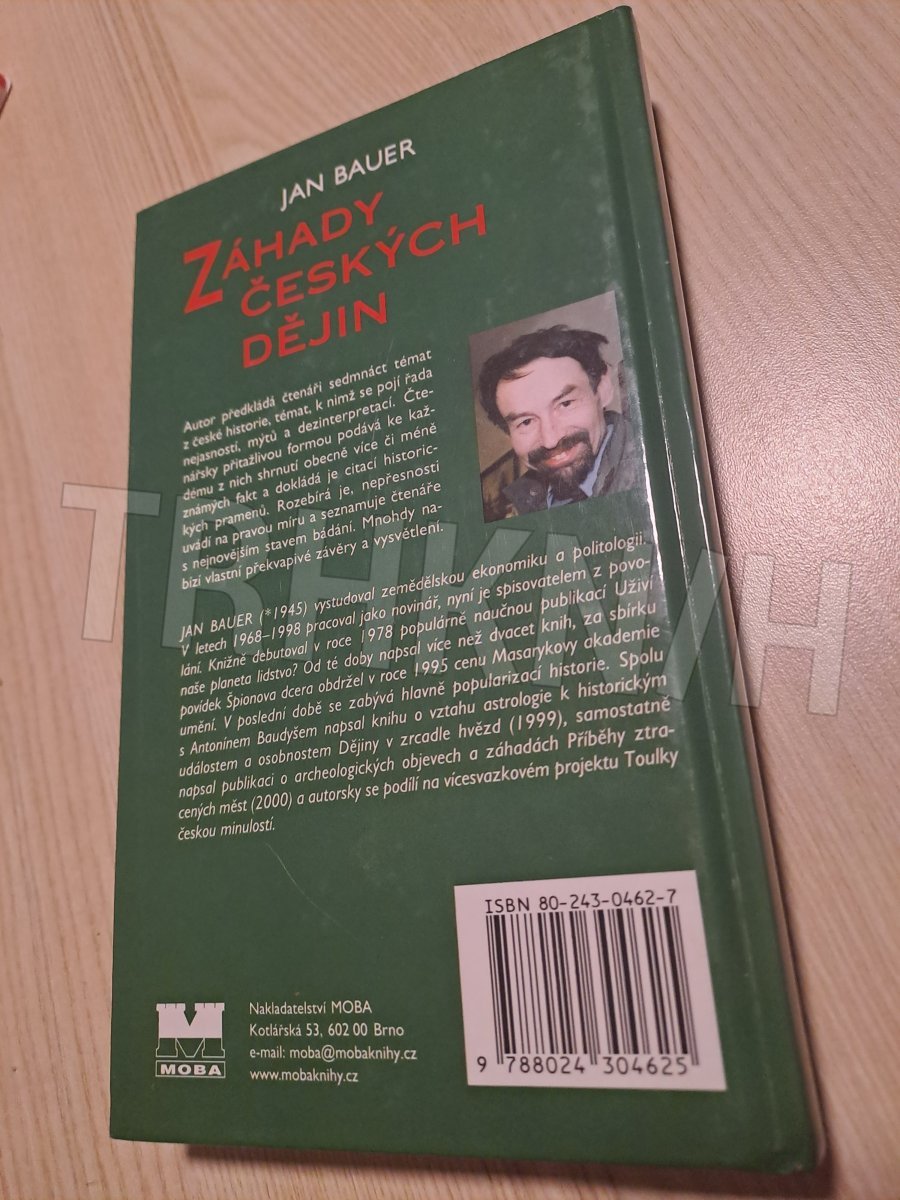 JAN BAUER
ZÁHADY
ČESKÝCH
DĚJIN
Autor předkládá čtenáři sedmnáct témat
z české historie, témat, k nimž se pojí řada
nejasností, mýtů a dezinterpretací. Čte-
nářsky přitažlivou formou podává ke kaž-
dému z nich shrnutí obecně více či méně
známých fakt a dokládá je citací historic-
kých pramenů. Rozebírá je, nepřesnosti
uvádí na pravou míru a seznamuje čtenáře
s nejnovějším stavem bádání. Mnohdy na-
bízí vlastní překvapivé závěry a vysvětlení.
JAN BAUER (*1945) vystudoval zemědělskou ekonomiku a politologii.
V letech 1968–1998 pracoval jako novinář, nyní je spisovatelem z povo-
lání. Knižně debutoval v roce 1978 populárně naučnou publikací Uživí
naše planeta lidstvo? Od té doby napsal více než dvacet knih, za sbírku
povídek Špionova dcera obdržel v roce 1995 cenu Masarykovy akademie
umění. V poslední době se zabývá hlavně popularizací historie. Spolu
s Antonínem Baudyšem napsal knihu o vztahu astrologie k historickým
událostem a osobnostem Dějiny v zrcadle hvězd (1999), samostatně
napsal publikaci o archeologických objevech a záhadách Příběhy ztra-
cených měst (2000) a autorsky se podílí na vícesvazkovém projektu Toulky
českou minulostí.
ISBN 80-243-0462-7
9 788024 304625
MOBA
Nakladatelství MOBA
Kotlářská 53, 602 00 Brno
e-mail: moba@mobaknihy.cz
www.mobaknihy.cz
TRHKNIH